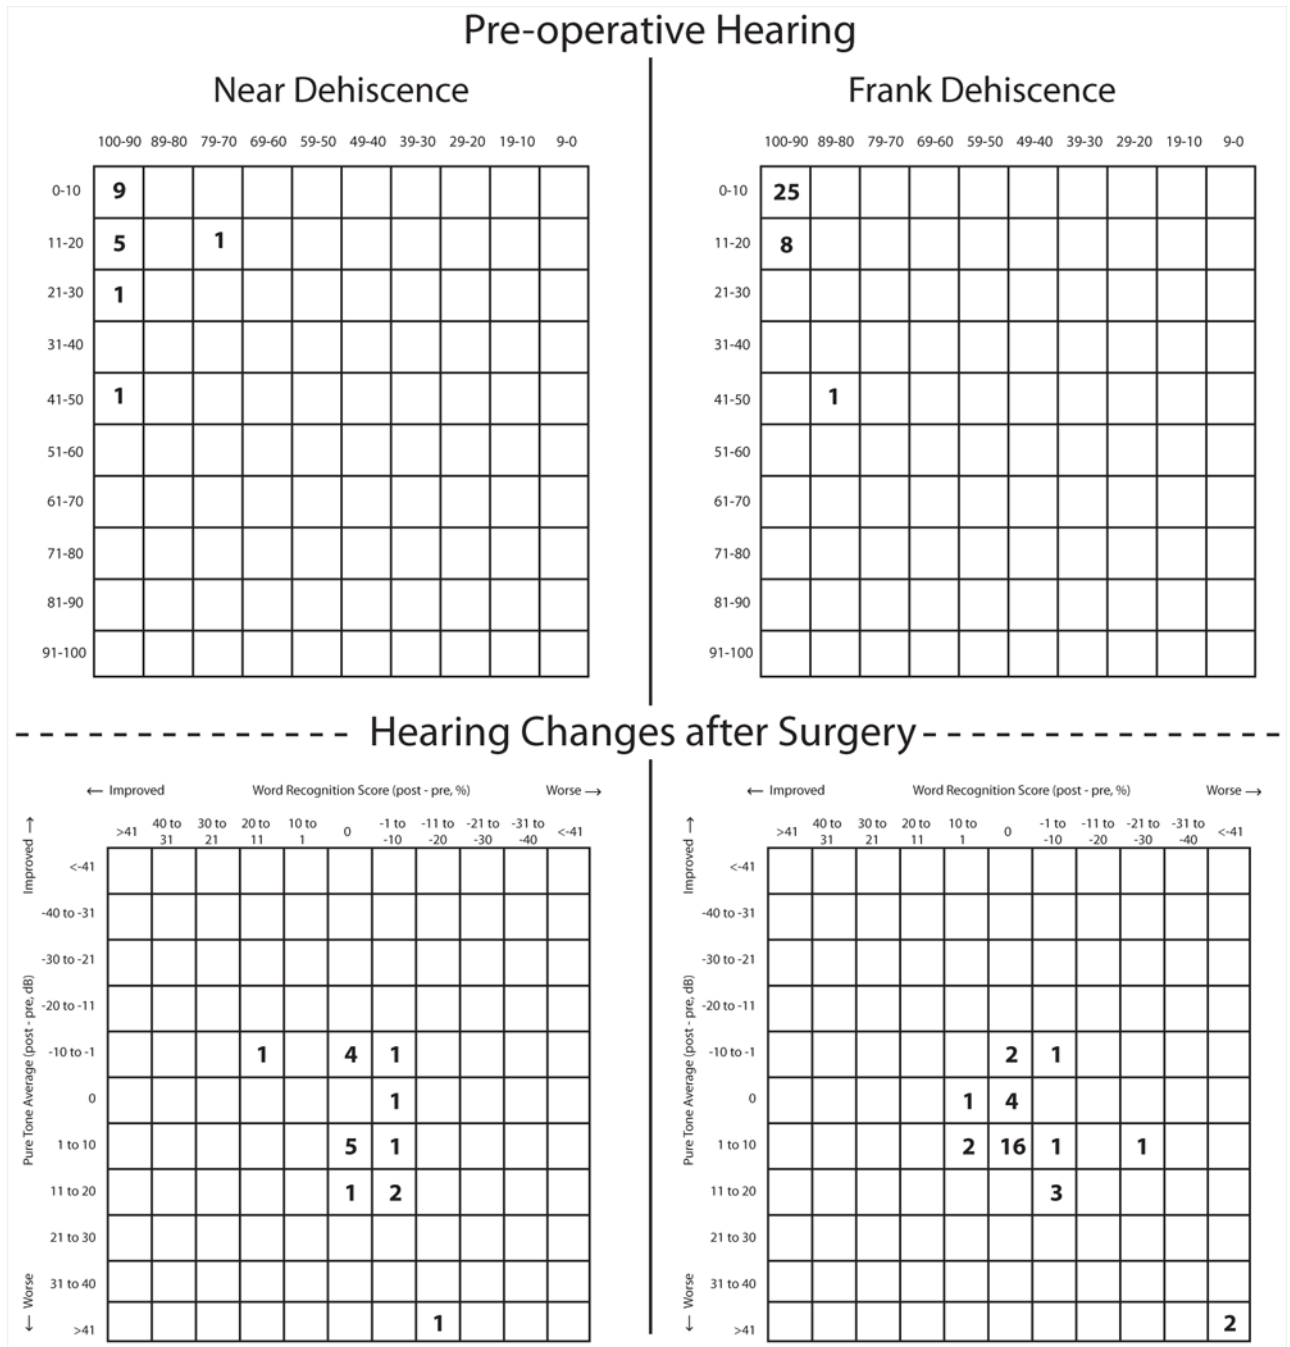 Pre-operative Hearing
Near Dehiscence
100-90 89-80 79-70 69-60 59-50 49-40 39-30 29-20 19-10 9-0
0-10 9
11-20 5 1
21-30 1
31-40
41-50 1
51-60
61-70
71-80
81-90
91-100
Frank Dehiscence
100-90 89-80 79-70 69-60 59-50 49-40 39-30 29-20 19-10 9-0
0-10 25
11-20 8
21-30
31-40
41-50 1
51-60
61-70
71-80
81-90
91-100
Hearing Changes after Surgery
← Improved Word Recognition Score (post - pre, %) Worse →
>41 40 to 31 30 to 21 20 to 11 10 to 1 0 -1 to -10 -11 to -20 -21 to -30 -31 to -40 <-41
Improved →
Pure Tone Average (post - pre, dB)
← Worse
<-41
-40 to -31
-30 to -21
-20 to -11
-10 to -1 1 4 1
0 1
1 to 10 5 1
11 to 20 1 2
21 to 30
31 to 40
>41 1
← Improved Word Recognition Score (post - pre, %) Worse →
>41 40 to 31 30 to 21 20 to 11 10 to 1 0 -1 to -10 -11 to -20 -21 to -30 -31 to -40 <-41
Improved →
Pure Tone Average (post - pre, dB)
← Worse
<-41
-40 to -31
-30 to -21
-20 to -11
-10 to -1 2 1
0 1 4
1 to 10 2 16 1 1
11 to 20 3
21 to 30
31 to 40
>41 2